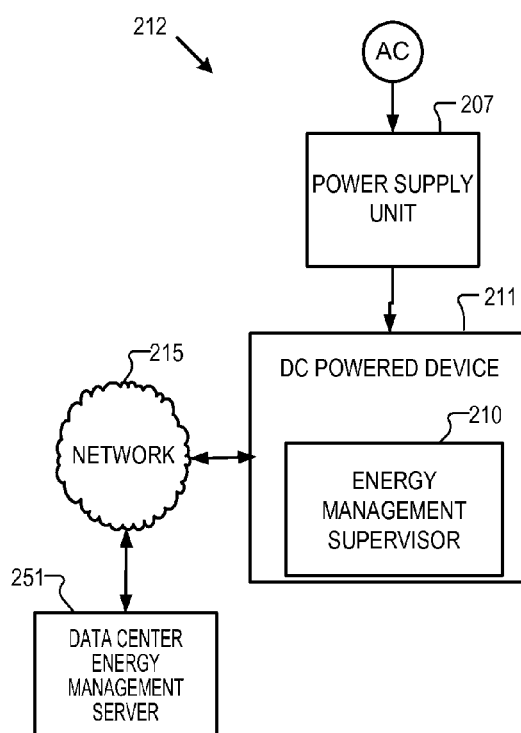 212
AC
207
POWER SUPPLY
UNIT
211
DC POWERED DEVICE
215
NETWORK
210
ENERGY
MANAGEMENT
SUPERVISOR
251
DATA CENTER
ENERGY
MANAGEMENT
SERVER